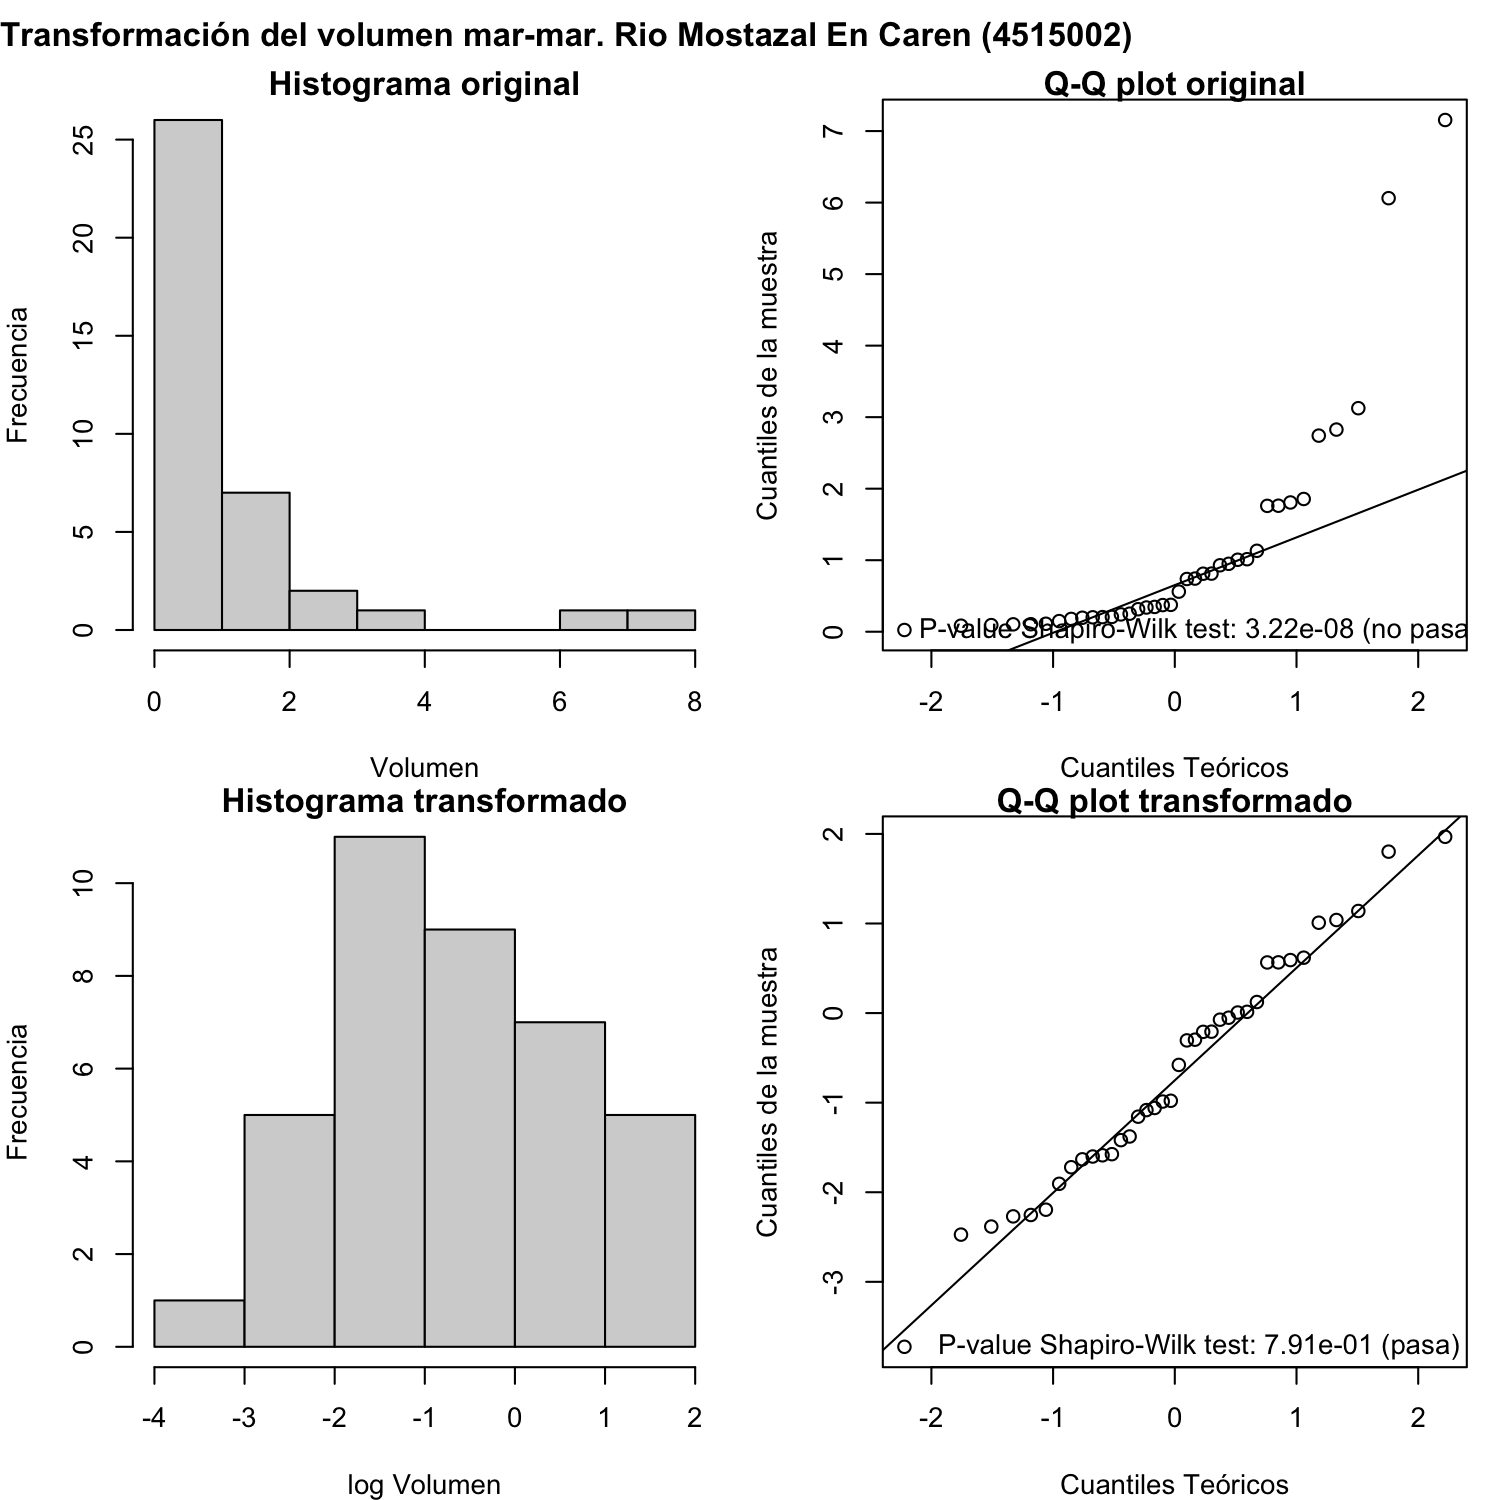 Transformación del volumen mar-mar. Rio Mostazal En Caren (4515002)
Histograma original
Frecuencia
25
20
15
10
5
0
0 2 4 6 8
Volumen
Q-Q plot original
Cuantiles de la muestra
7
6
5
4
3
2
1
0
P-value Shapiro-Wilk test: 3.22e-08 (no pasa
-2 -1 0 1 2
Cuantiles Teóricos
Histograma transformado
Frecuencia
10
8
6
4
2
0
-4 -3 -2 -1 0 1 2
log Volumen
Q-Q plot transformado
Cuantiles de la muestra
2
1
0
-1
-2
-3
P-value Shapiro-Wilk test: 7.91e-01 (pasa)
-2 -1 0 1 2
Cuantiles Teóricos